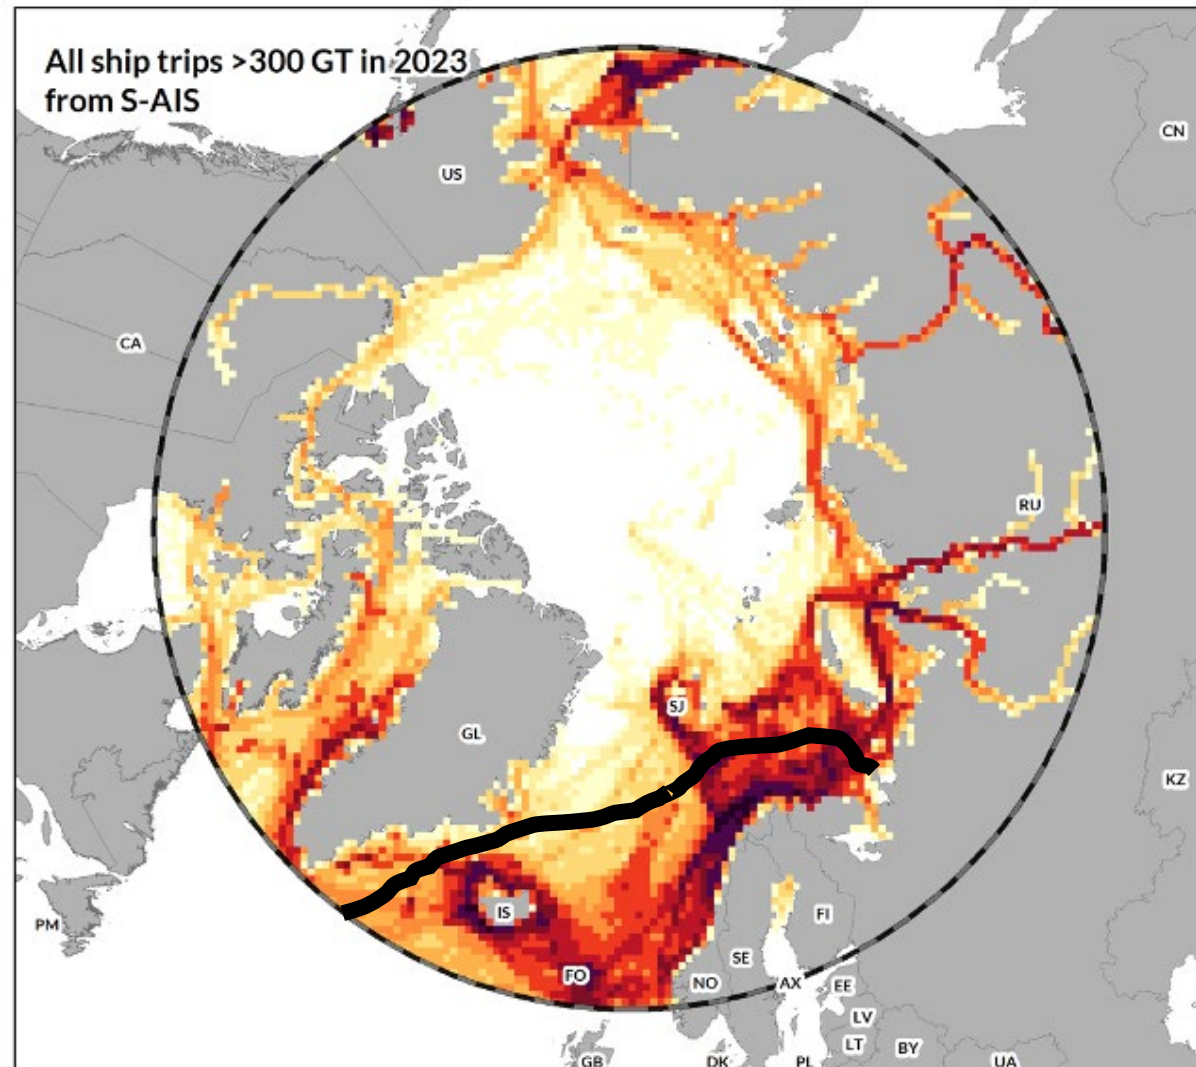 All ship trips >300 GT in 2023
from S-AIS
CN
US
CA
RU
SJ
GL
KZ
IS
FI
PM
SE
FO
NO
AX
EE
LV
LT
BY
GB
DK
PL
UA